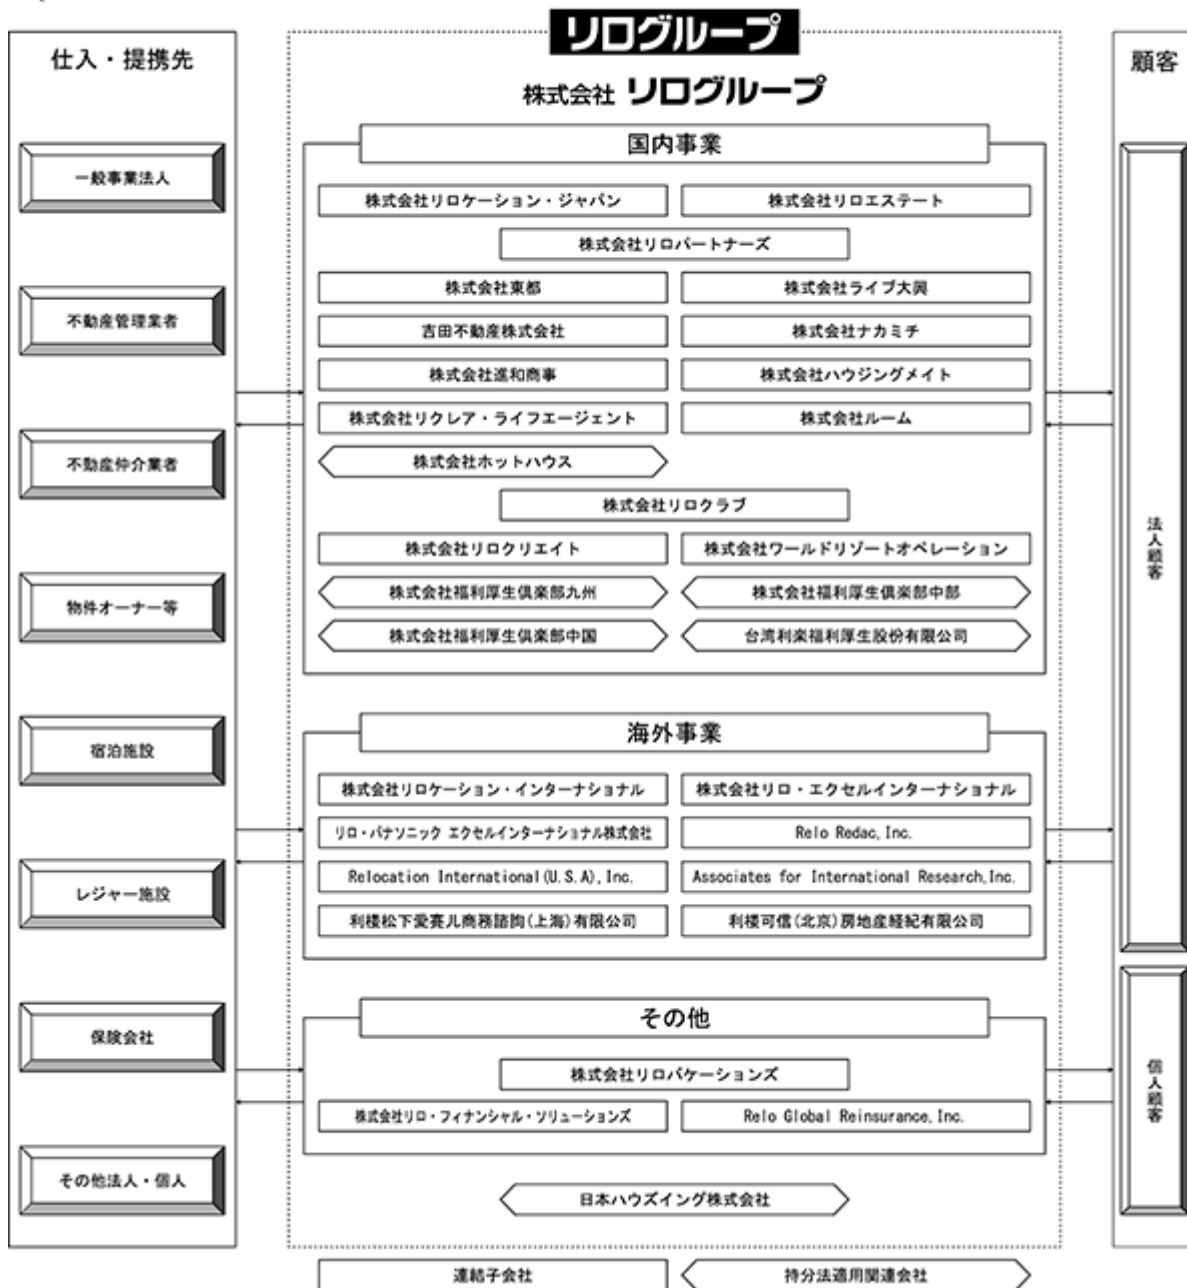 仕入・提携先
一般事業法人
不動産管理業者
不動産仲介業者
物件オーナー等
宿泊施設
レジャー施設
保険会社
その他法人・個人
リログループ
株式会社 リログループ
国内事業
株式会社リロケーション・ジャパン
株式会社リロエステート
株式会社リロパートナーズ
株式会社東都
株式会社ライブ大興
吉田不動産株式会社
株式会社ナカミチ
株式会社進和商事
株式会社ハウジングメイト
株式会社リクレア・ライフエージェント
株式会社ルーム
株式会社ホットハウス
株式会社リロクラブ
株式会社リロクリエイト
株式会社ワールドリゾートオペレーション
株式会社福利厚生倶楽部九州
株式会社福利厚生倶楽部中部
株式会社福利厚生倶楽部中国
台湾利楽福利厚生股份有限公司
海外事業
株式会社リロケーション・インターナショナル
株式会社リロ・エクセルインターナショナル
リロ・パナソニック エクセルインターナショナル株式会社
Relo Redac, Inc.
Relocation International(U.S.A), Inc.
Associates for International Research,Inc.
利楼松下愛賽儿商務諮詢(上海)有限公司
利楼可信(北京)房地産経紀有限公司
その他
株式会社リロバケーションズ
株式会社リロ・フィナンシャル・ソリューションズ
Relo Global Reinsurance, Inc.
日本ハウズイング株式会社
顧客
法人顧客
個人顧客
連結子会社
持分法適用関連会社